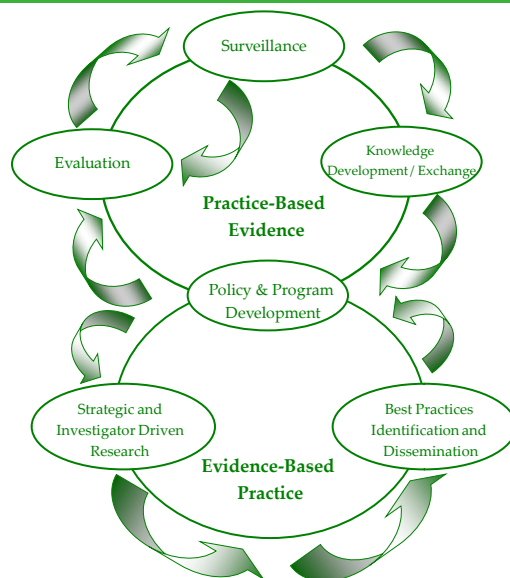 Surveillance
Evaluation
Knowledge
Development/ Exchange
Practice-Based
Evidence
Policy & Program
Development
Strategic and
Investigator Driven
Research
Best Practices
Identification and
Dissemination
Evidence-Based
Practice